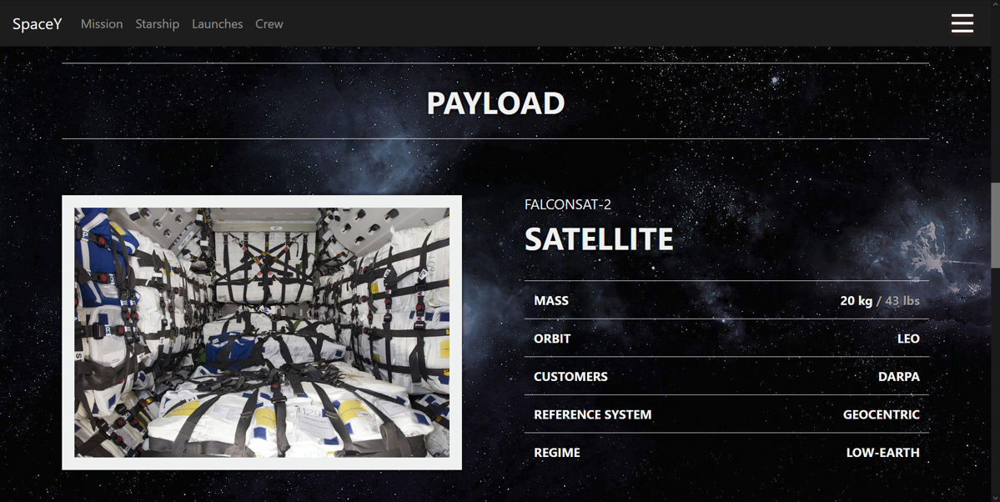 SpaceY Mission Starship Launches Crew
PAYLOAD
FALCONSAT-2
SATELLITE
MASS 20 kg / 43 lbs
ORBIT LEO
CUSTOMERS DARPA
REFERENCE SYSTEM GEOCENTRIC
REGIME LOW-EARTH